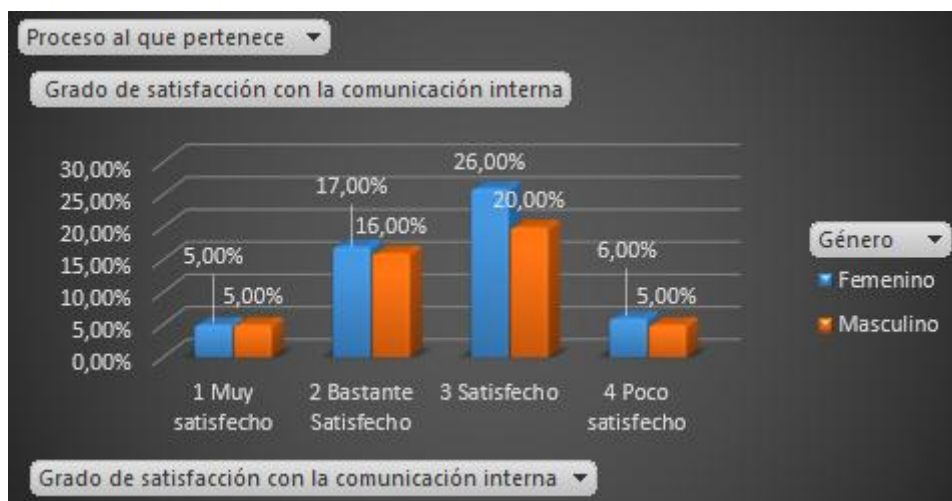 Proceso al que pertenece
Grado de satisfacción con la comunicación interna
30,00%
25,00%
20,00%
15,00%
10,00%
5,00%
0,00%
5,00%
5,00%
17,00%
16,00%
26,00%
20,00%
6,00%
5,00%
1 Muy
satisfecho
2 Bastante
Satisfecho
3 Satisfecho
4 Poco
satisfecho
Género
Femenino
Masculino
Grado de satisfacción con la comunicación interna